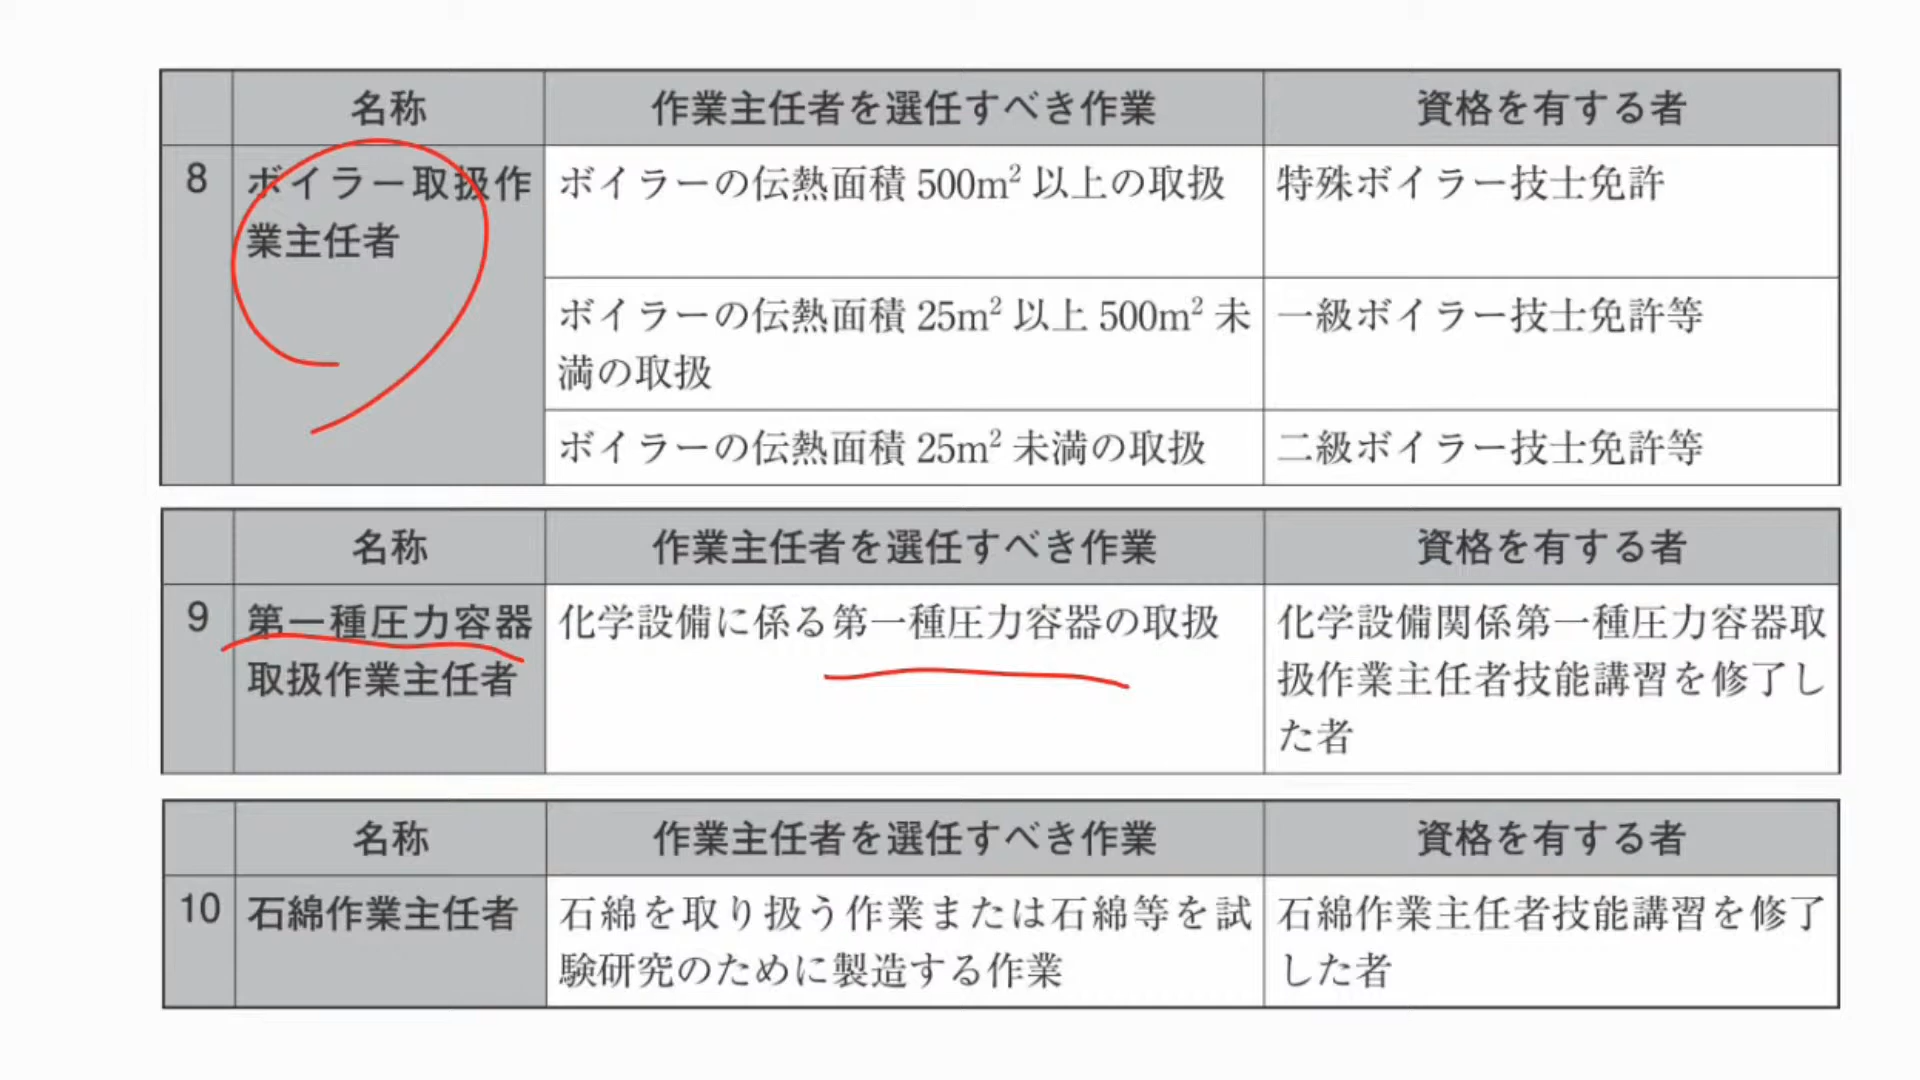 名称 作業主任者を選任すべき作業 資格を有する者
8 ボイラー取扱作 ボイラーの伝熱面積 500m² 以上の取扱 特殊ボイラー技士免許
業主任者
ボイラーの伝熱面積 25m² 以上 500m² 未 一級ボイラー技士免許等
満の取扱
ボイラーの伝熱面積 25m² 未満の取扱 二級ボイラー技士免許等
名称 作業主任者を選任すべき作業 資格を有する者
9 第一種圧力容器 化学設備に係る第一種圧力容器の取扱 化学設備関係第一種圧力容器取
取扱作業主任者 扱作業主任者技能講習を修了し
た者
名称 作業主任者を選任すべき作業 資格を有する者
10 石綿作業主任者 石綿を取り扱う作業または石綿等を試 石綿作業主任者技能講習を修了
験研究のために製造する作業 した者